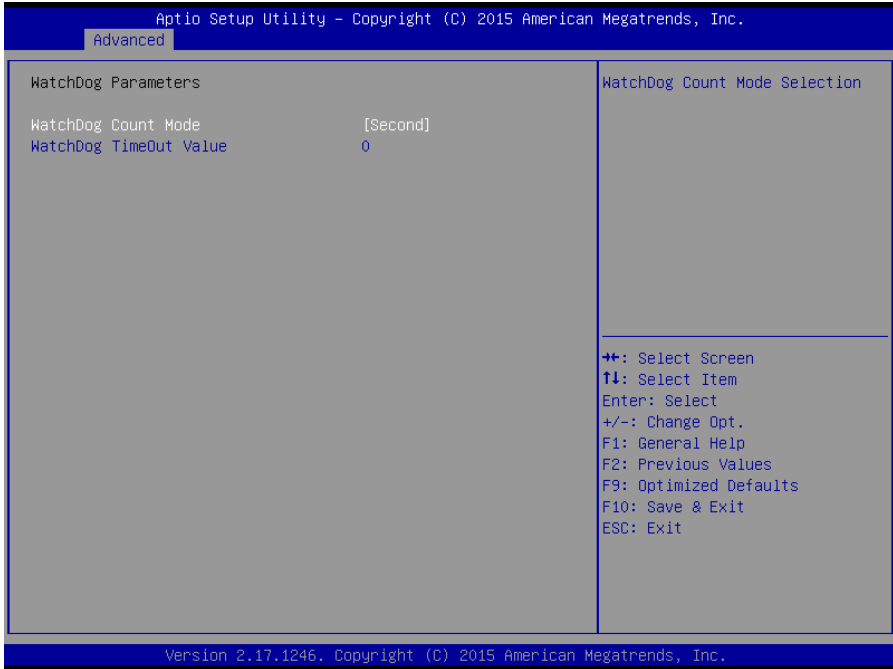 Aptio Setup Utility – Copyright (C) 2015 American Megatrends, Inc.
Advanced
WatchDog Parameters
WatchDog Count Mode [Second]
WatchDog TimeOut Value 0
WatchDog Count Mode Selection
→←: Select Screen
↑↓: Select Item
Enter: Select
+/-: Change Opt.
F1: General Help
F2: Previous Values
F9: Optimized Defaults
F10: Save & Exit
ESC: Exit
Version 2.17.1246. Copyright (C) 2015 American Megatrends, Inc.